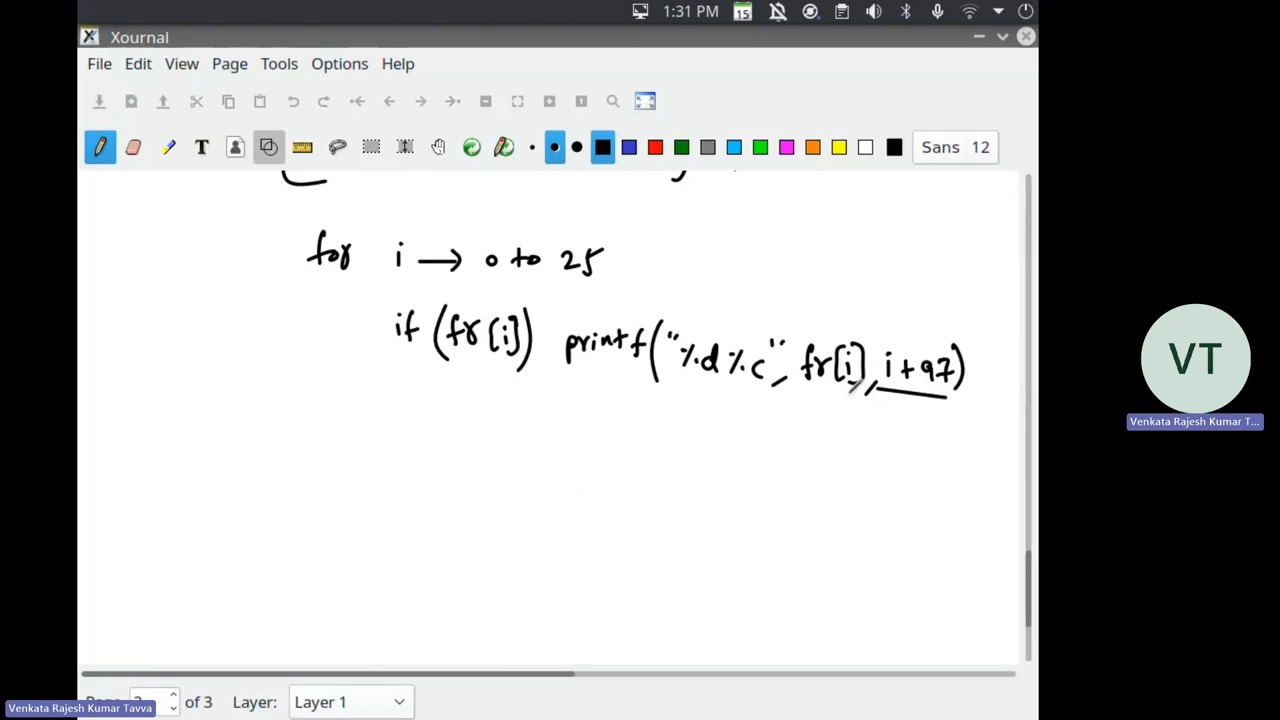 1:31 PM 15
Xournal
File Edit View Page Tools Options Help
T Sans 12
for i → 0 to 25
if (fr[i]) printf("%d %c", fr[i], i+97)
VT
Venkata Rajesh Kumar T...
of 3 Layer: Layer 1
Venkata Rajesh Kumar Tavva